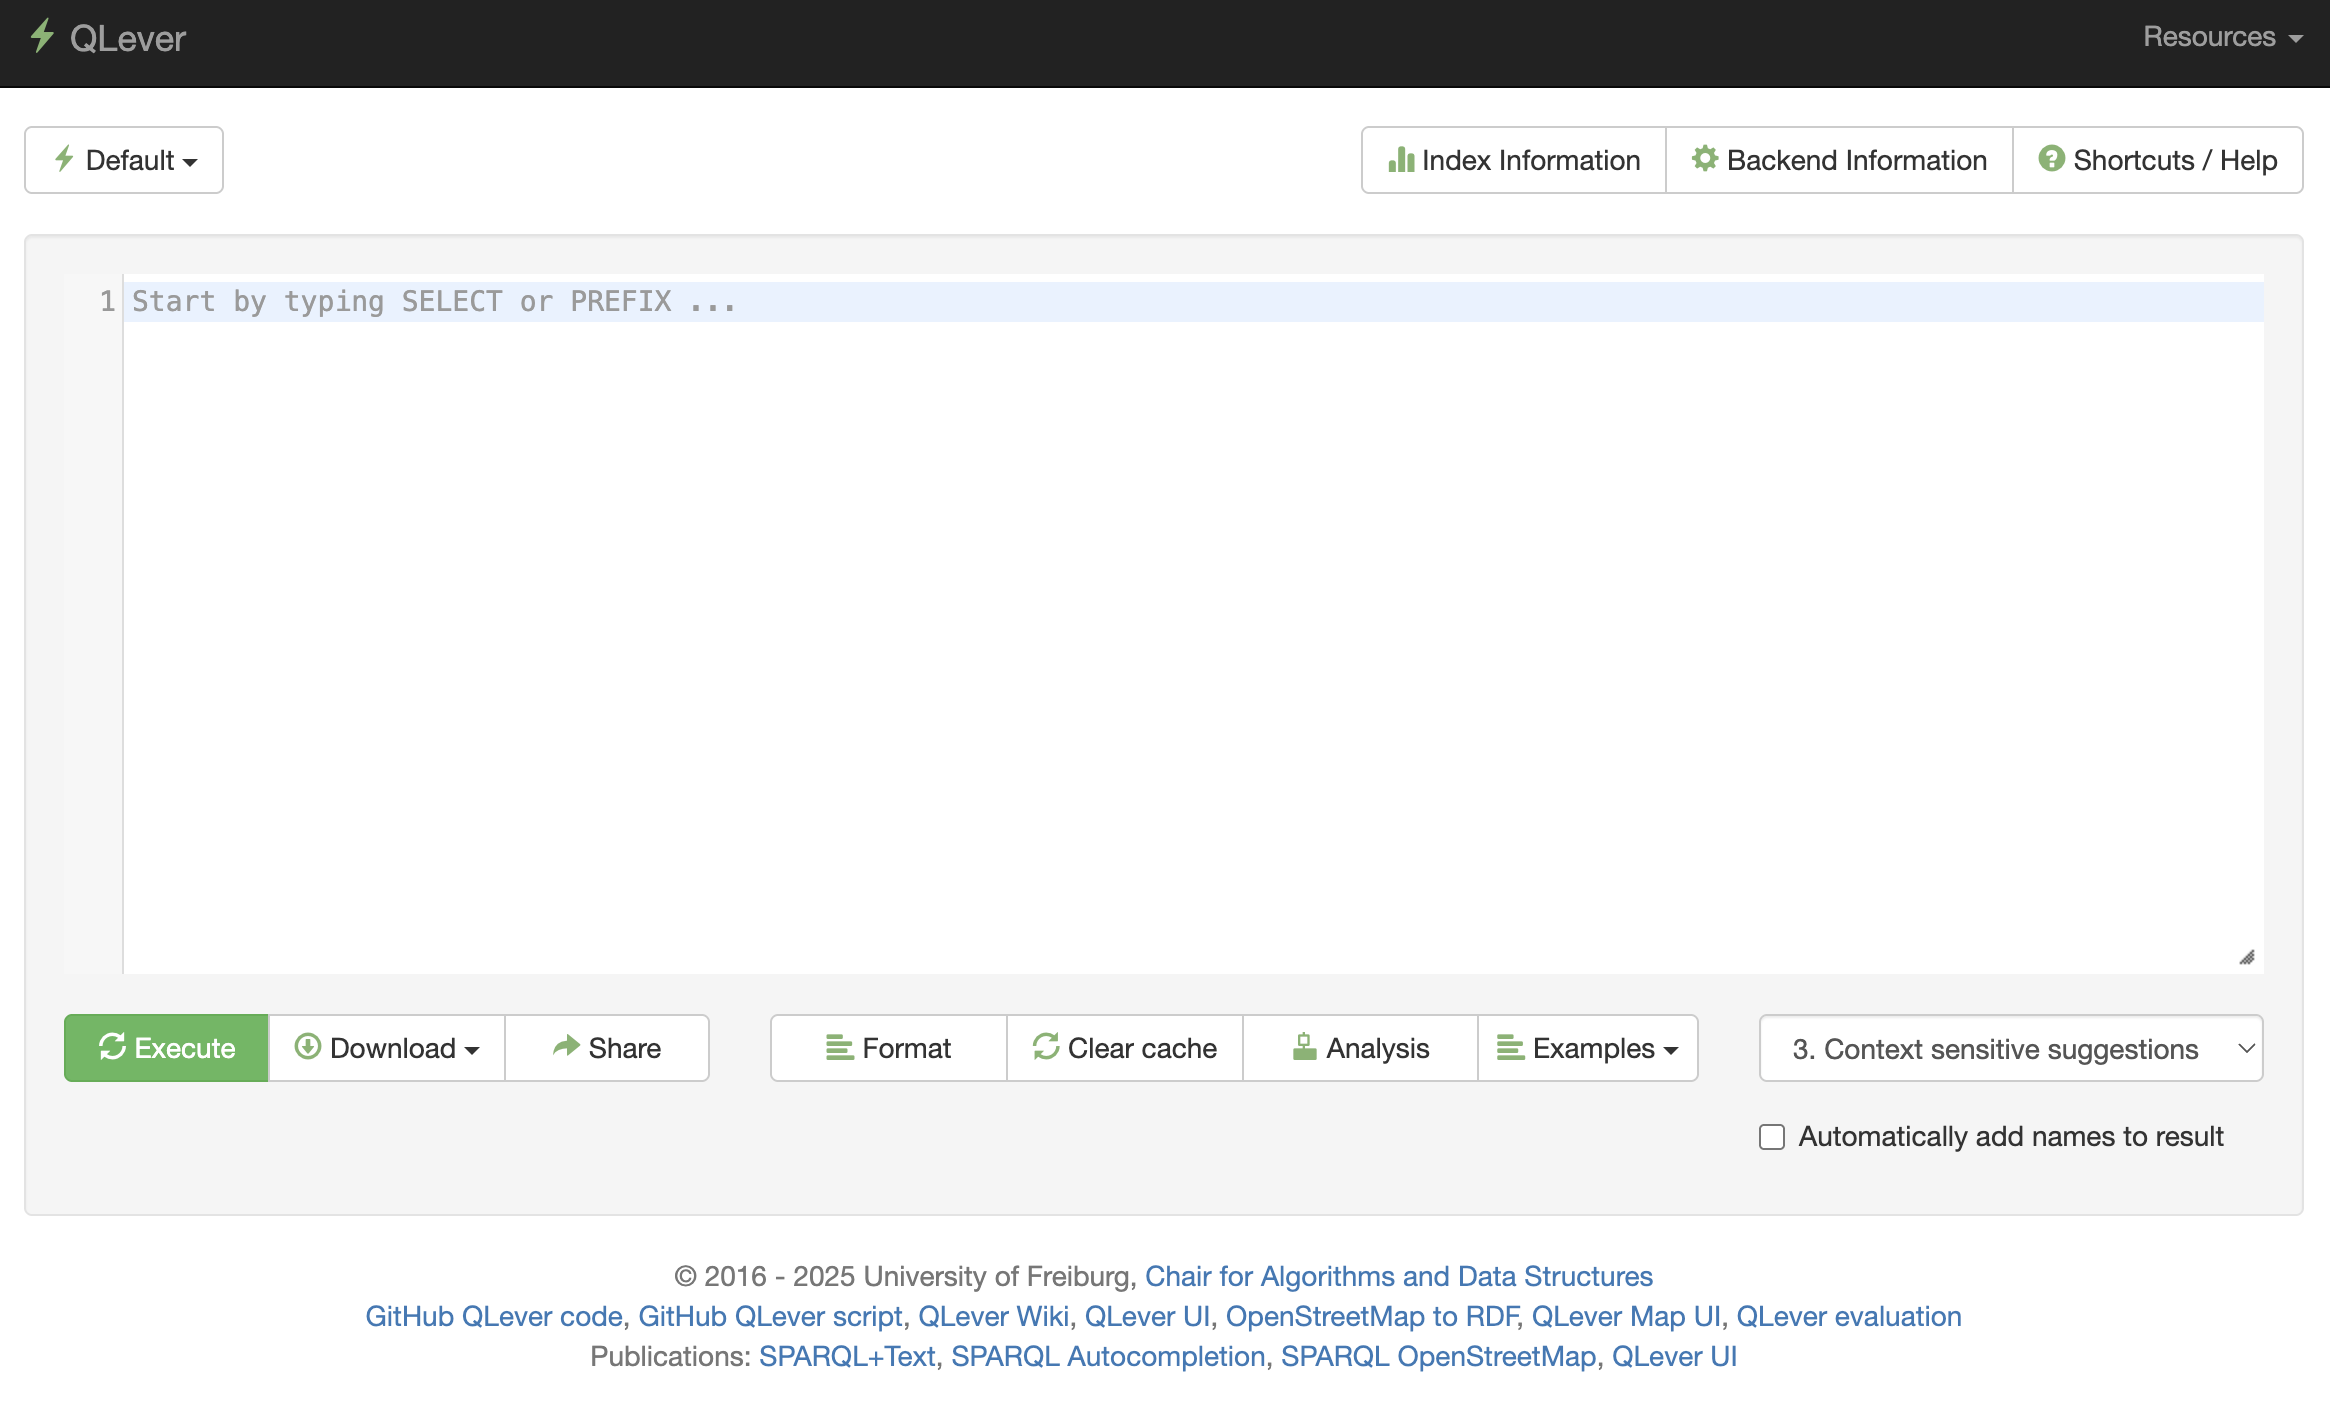 QLever
Resources
Default
Index Information
Backend Information
Shortcuts / Help
1 Start by typing SELECT or PREFIX ...
Execute
Download
Share
Format
Clear cache
Analysis
Examples
3. Context sensitive suggestions
Automatically add names to result
© 2016 - 2025 University of Freiburg, Chair for Algorithms and Data Structures
GitHub QLever code, GitHub QLever script, QLever Wiki, QLever UI, OpenStreetMap to RDF, QLever Map UI, QLever evaluation
Publications: SPARQL+Text, SPARQL Autocompletion, SPARQL OpenStreetMap, QLever UI